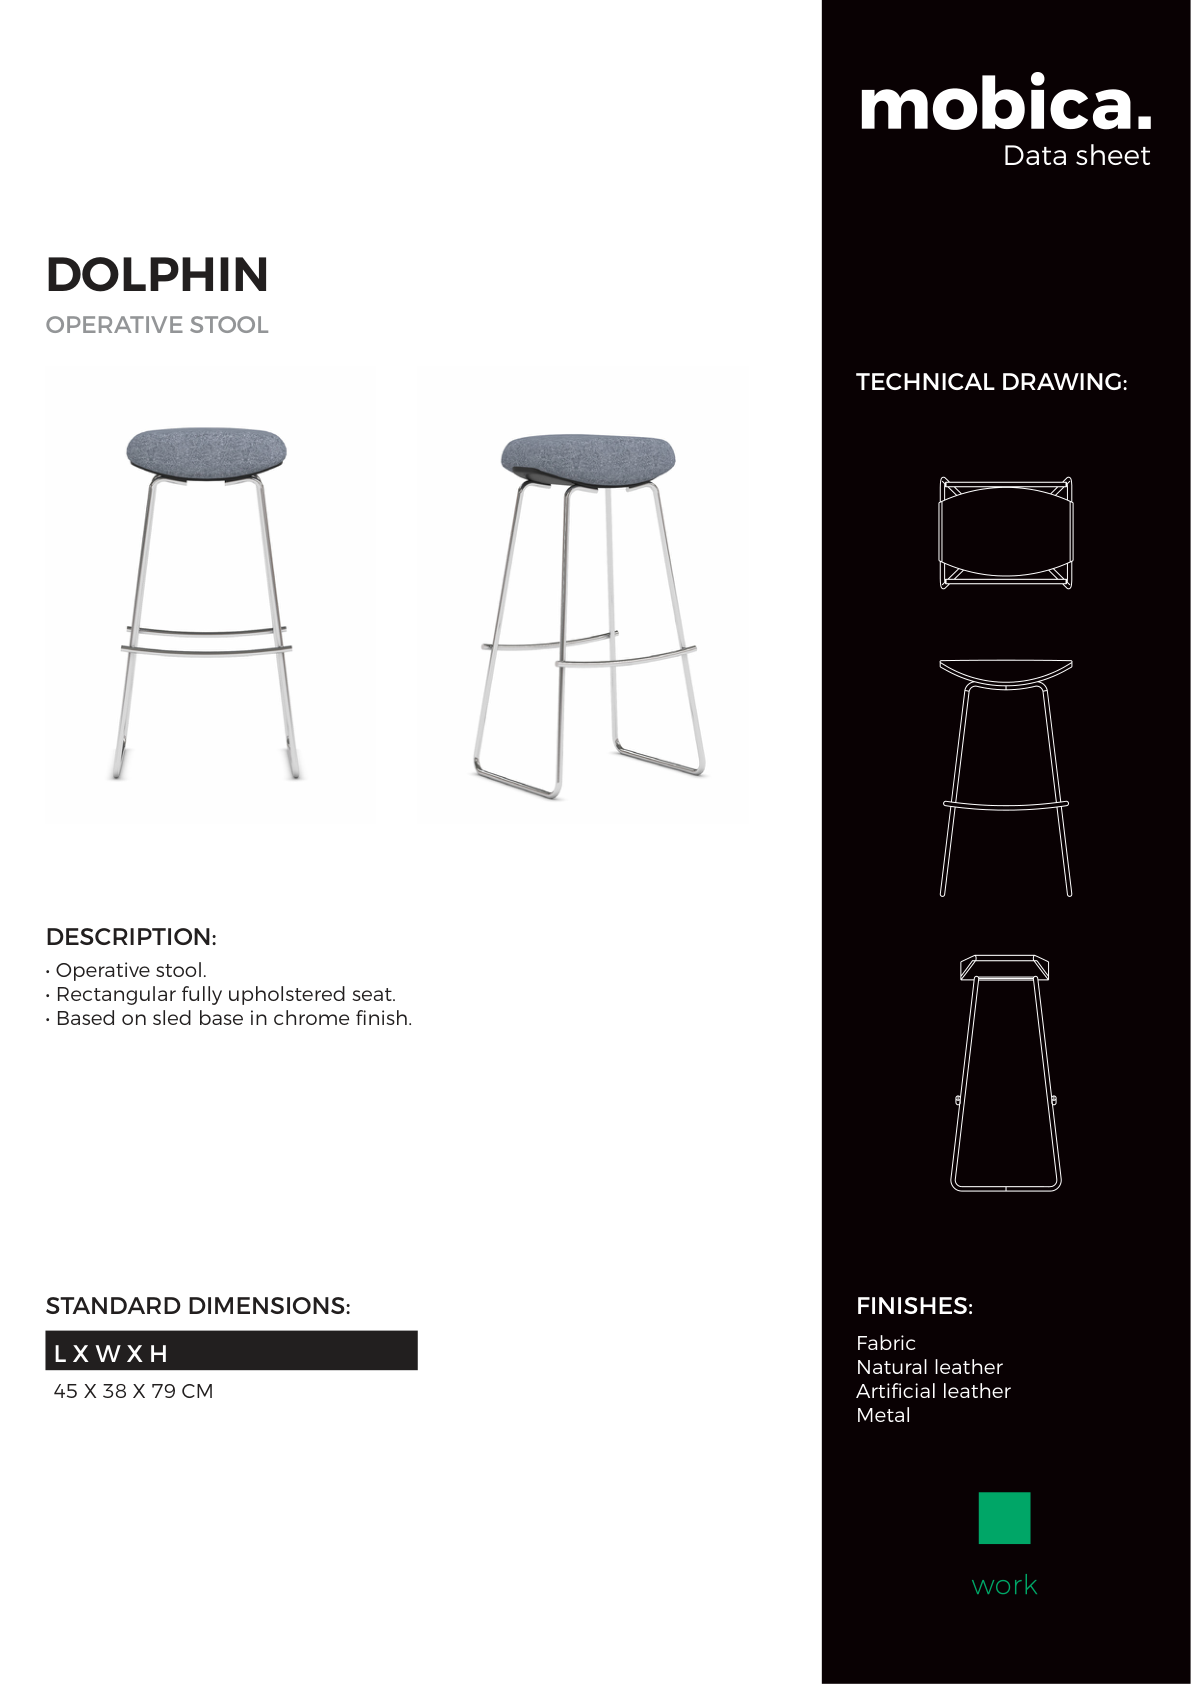 mobica.
Data sheet
DOLPHIN
OPERATIVE STOOL
TECHNICAL DRAWING:
DESCRIPTION:
• Operative stool.
• Rectangular fully upholstered seat.
• Based on sled base in chrome finish.
STANDARD DIMENSIONS:
L X W X H
45 X 38 X 79 CM
FINISHES:
Fabric
Natural leather
Artificial leather
Metal
work